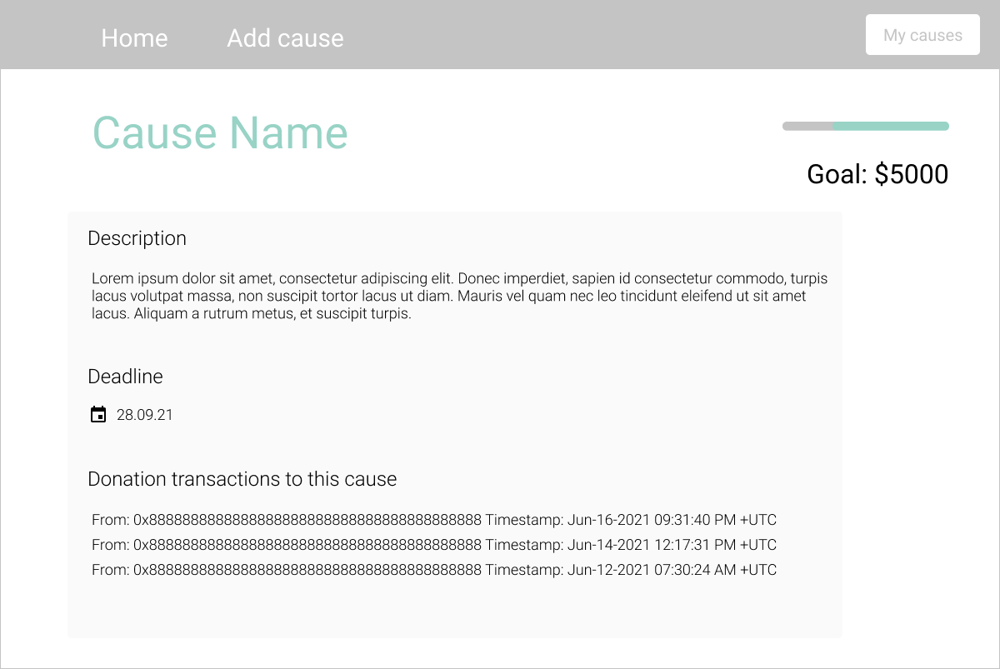 Home
Add cause
My causes
Cause Name
Goal: $5000
Description
Lorem ipsum dolor sit amet, consectetur adipiscing elit. Donec imperdiet, sapien id consectetur commodo, turpis
lacus volutpat massa, non suscipit tortor lacus ut diam. Mauris vel quam nec leo tincidunt eleifend ut sit amet
lacus. Aliquam a rutrum metus, et suscipit turpis.
Deadline
28.09.21
Donation transactions to this cause
From: 0x8888888888888888888888888888888888888888 Timestamp: Jun-16-2021 09:31:40 PM +UTC
From: 0x8888888888888888888888888888888888888888 Timestamp: Jun-14-2021 12:17:31 PM +UTC
From: 0x8888888888888888888888888888888888888888 Timestamp: Jun-12-2021 07:30:24 AM +UTC